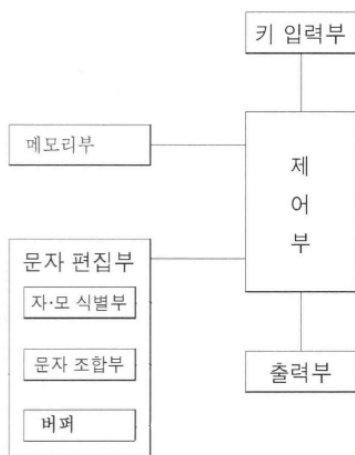 키 입력부
메모리부
제
어
부
문자 편집부
자·모 식별부
문자 조합부
버퍼
출력부